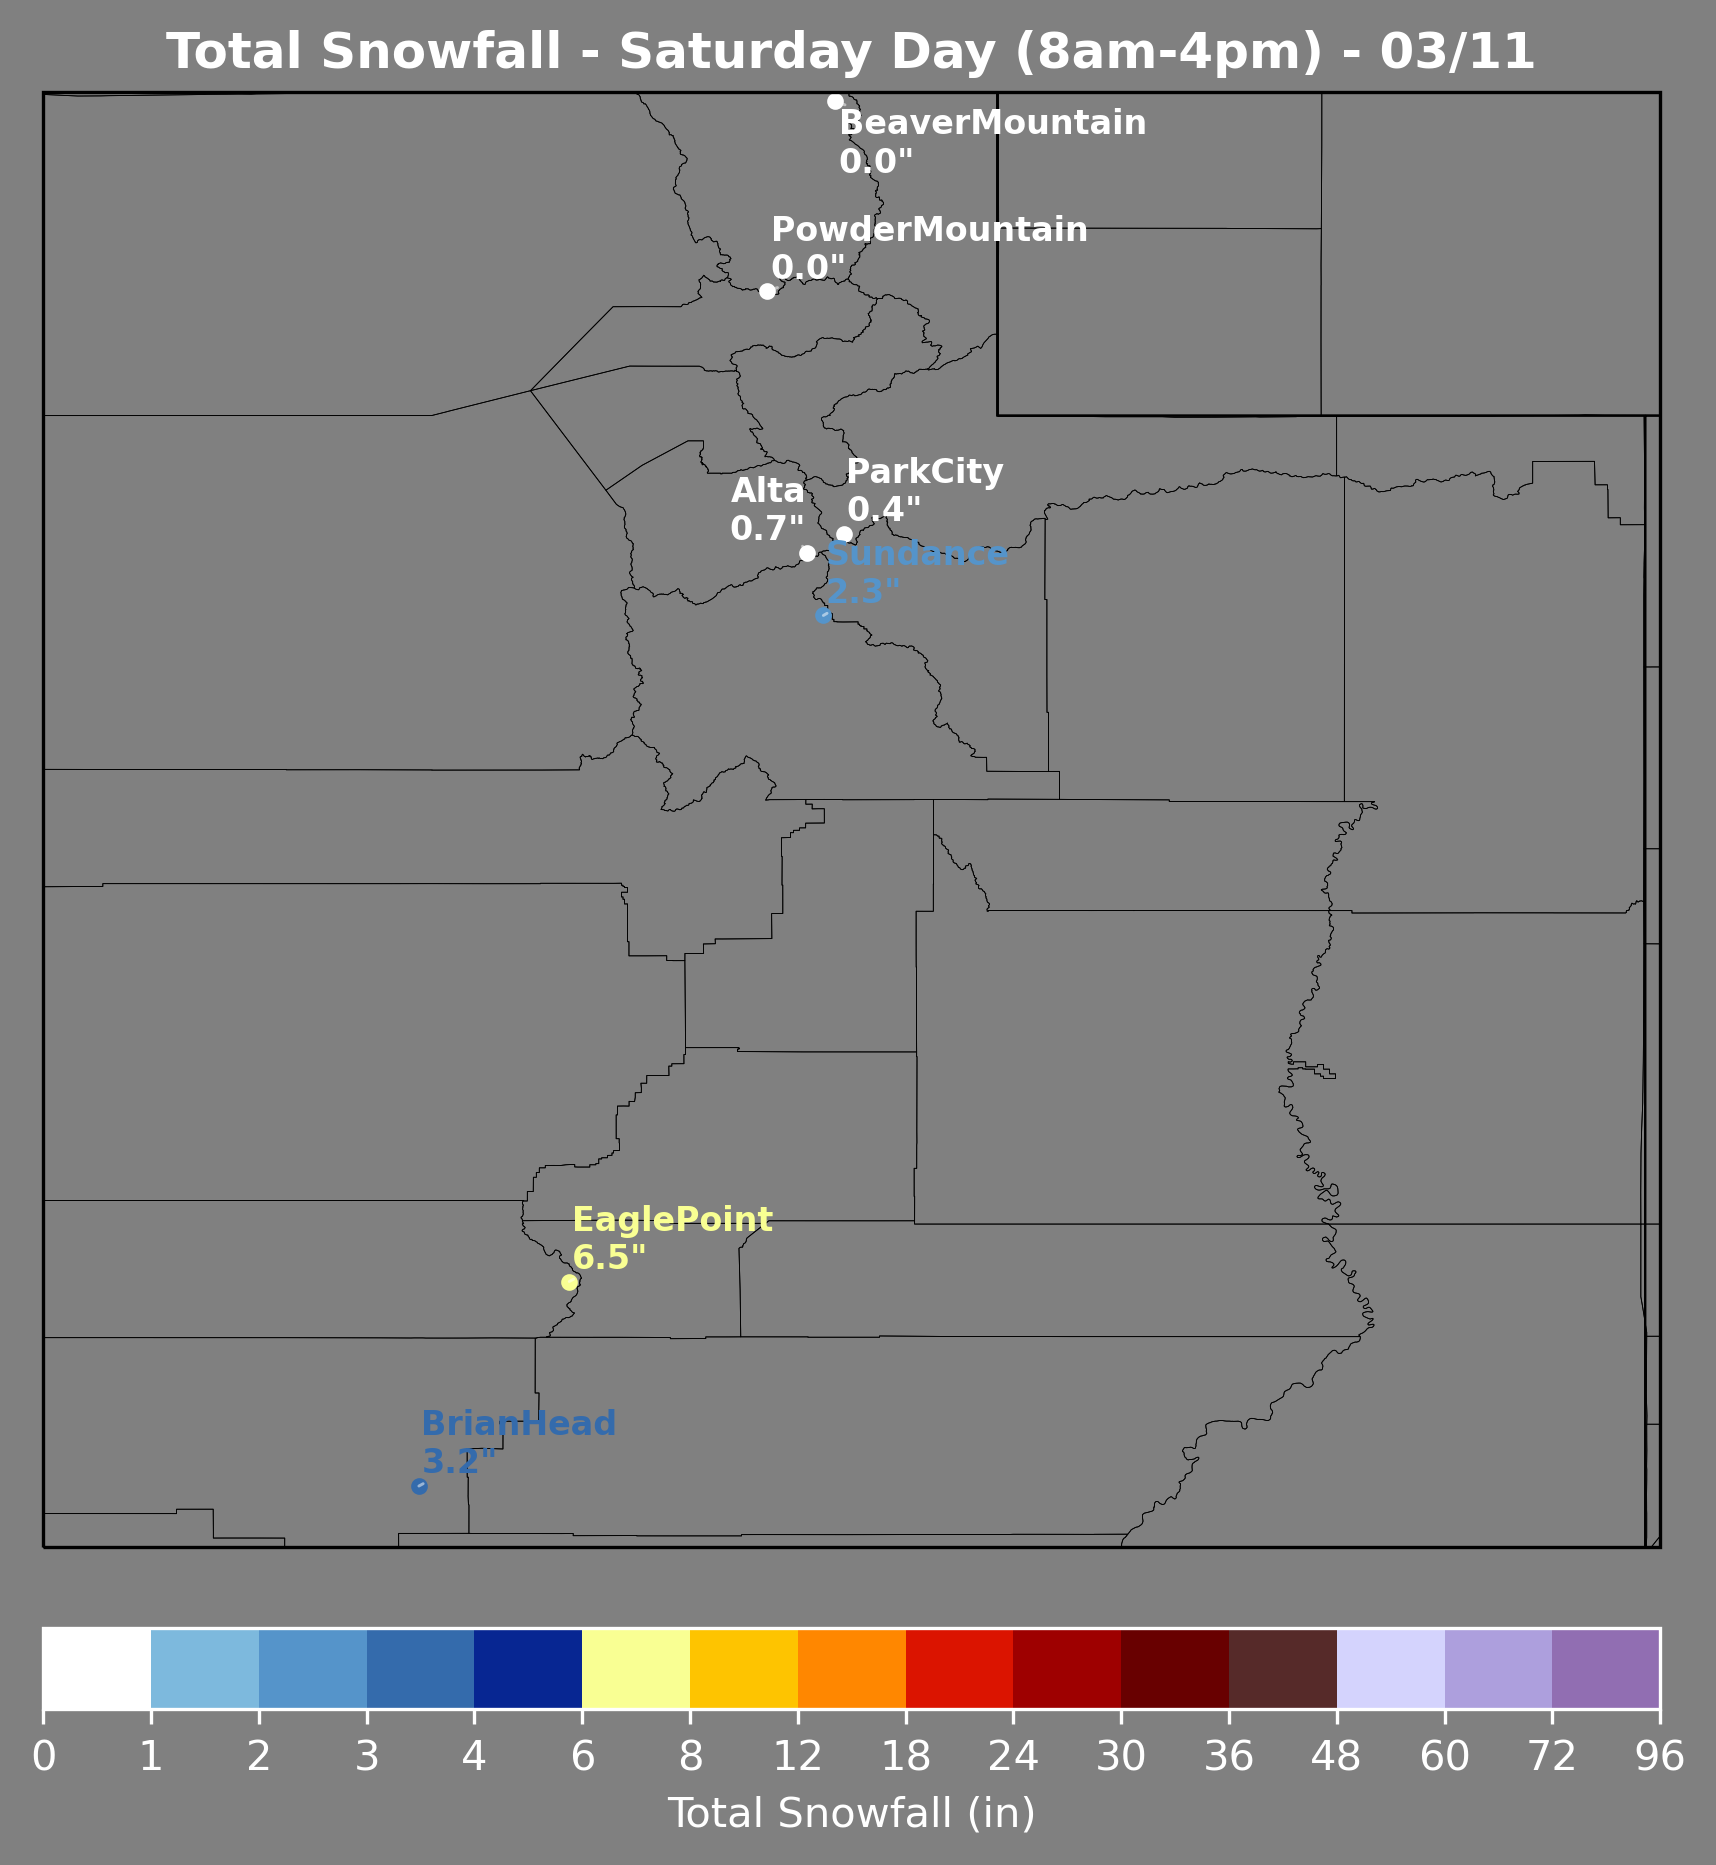 Total Snowfall - Saturday Day (8am-4pm) - 03/11
BeaverMountain
0.0"
PowderMountain
0.0"
ParkCity
0.4"
Alta
0.7"
Sundance
2.3"
EaglePoint
6.5"
BrianHead
3.2"
0 1 2 3 4 6 8 12 18 24 30 36 48 60 72 96
Total Snowfall (in)